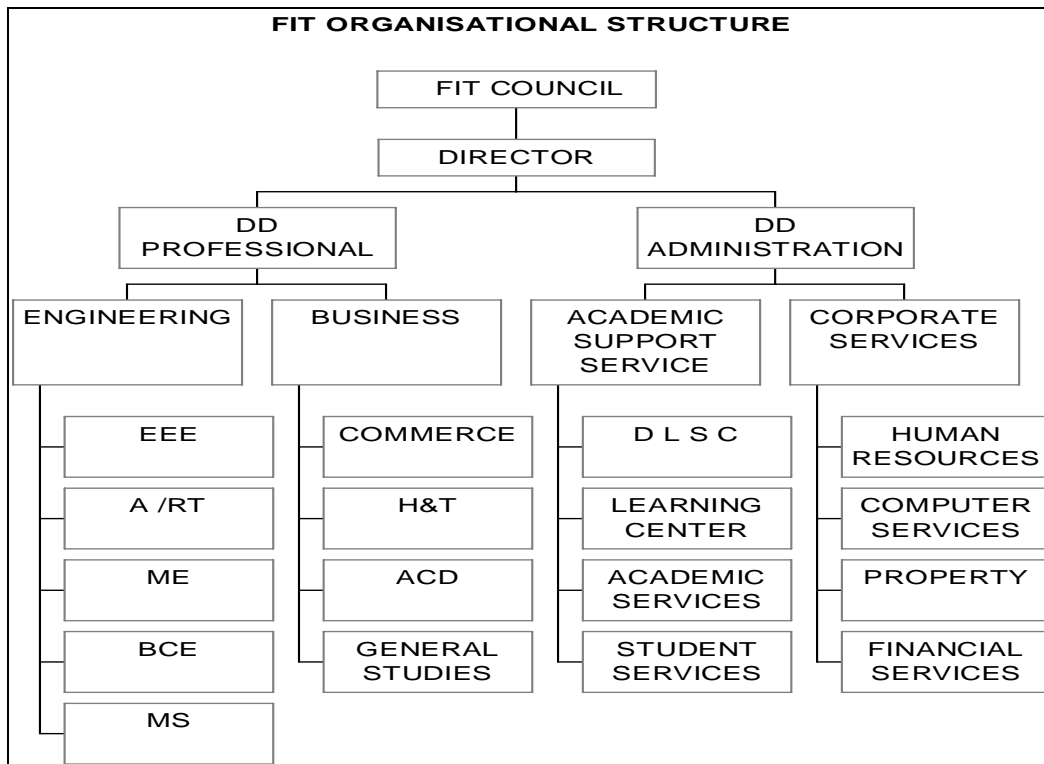 FIT ORGANISATIONAL STRUCTURE
FIT COUNCIL
DIRECTOR
DD
PROFESSIONAL
DD
ADMINISTRATION
ENGINEERING
BUSINESS
ACADEMIC
SUPPORT
SERVICE
CORPORATE
SERVICES
EEE
A /RT
ME
BCE
MS
COMMERCE
H&T
ACD
GENERAL
STUDIES
D L S C
LEARNING
CENTER
ACADEMIC
SERVICES
STUDENT
SERVICES
HUMAN
RESOURCES
COMPUTER
SERVICES
PROPERTY
FINANCIAL
SERVICES